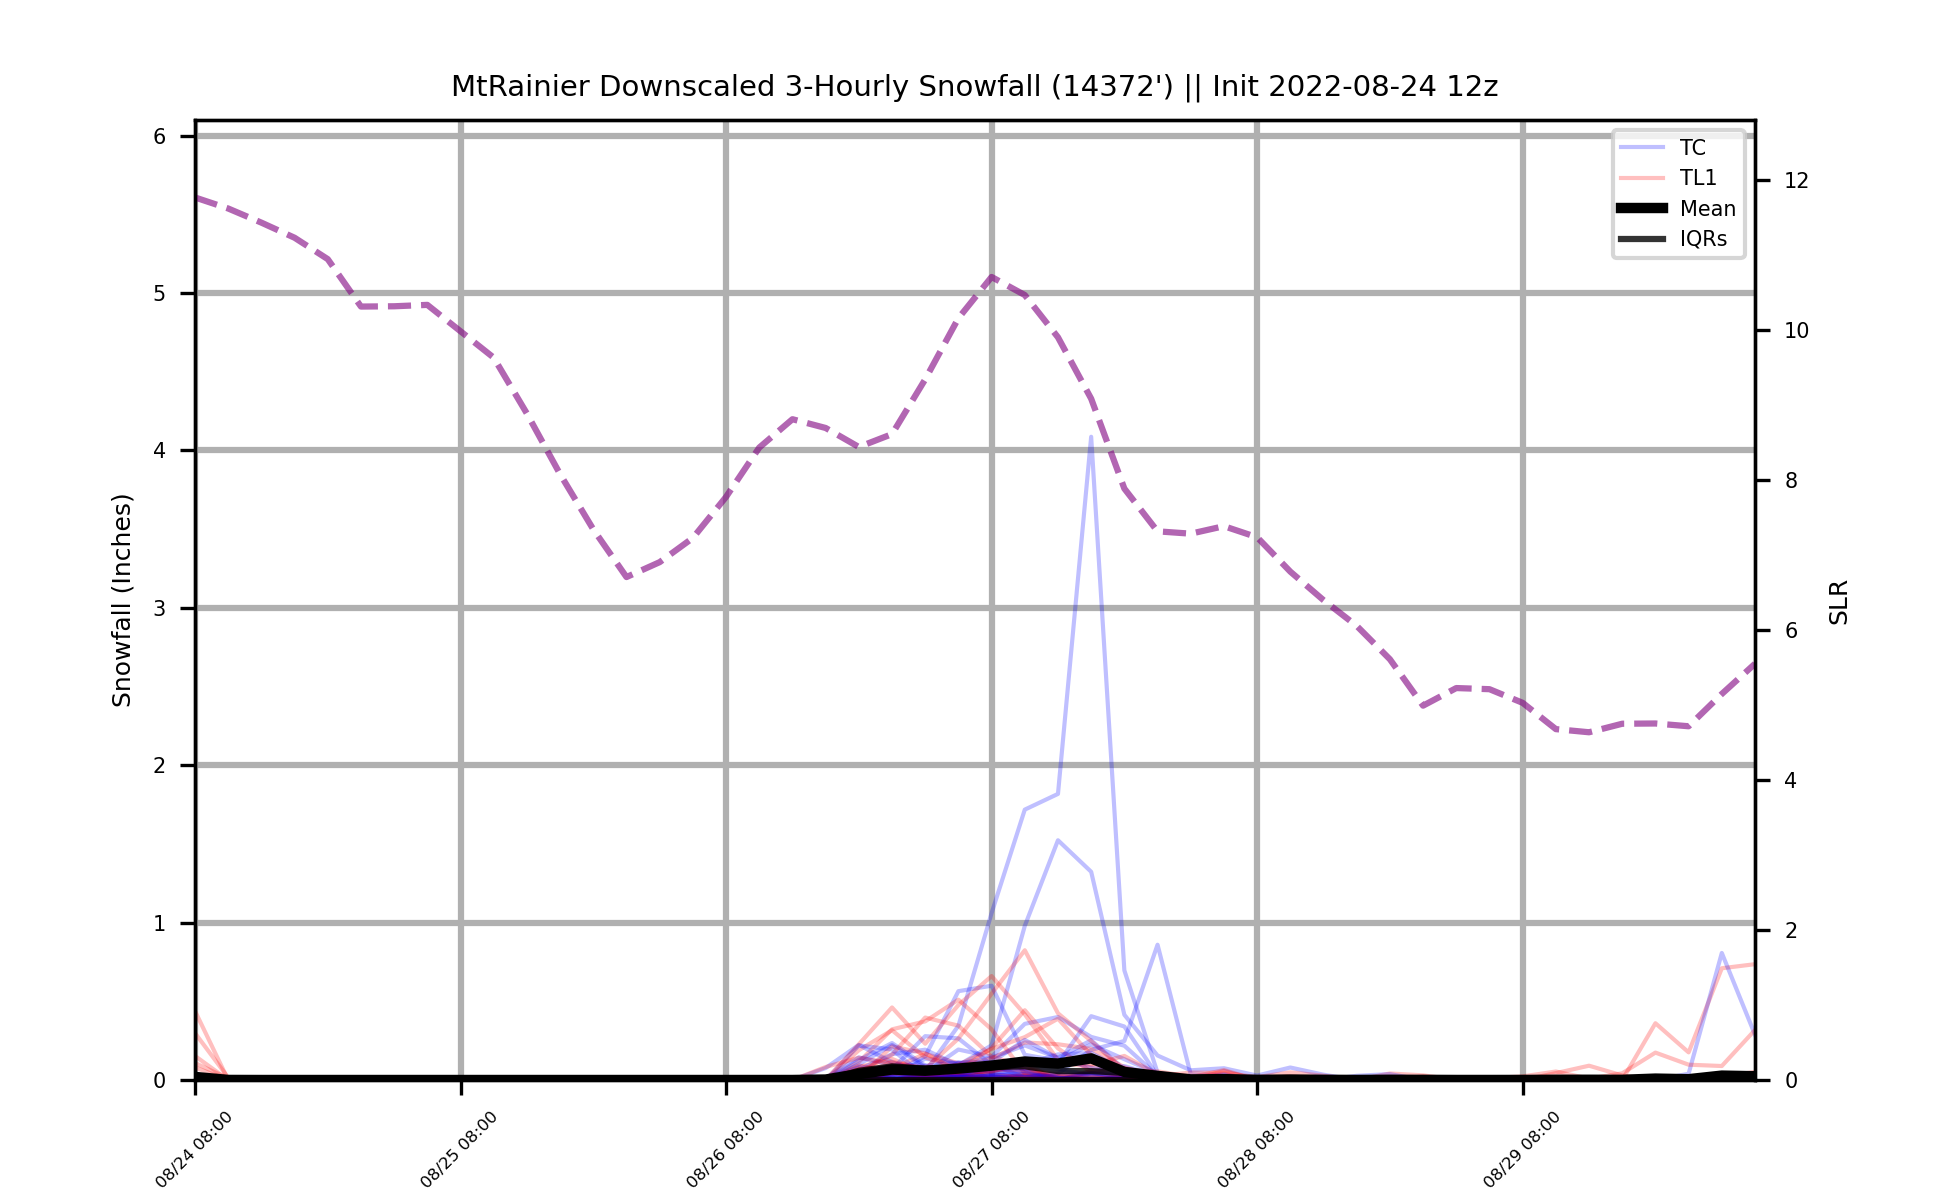 MtRainier Downscaled 3-Hourly Snowfall (14372') || Init 2022-08-24 12z
TC
TL1
Mean
IQRs
6
5
4
3
2
1
0
Snowfall (Inches)
12
10
8
6
4
2
0
SLR
08/24 08:00
08/25 08:00
08/26 08:00
08/27 08:00
08/28 08:00
08/29 08:00